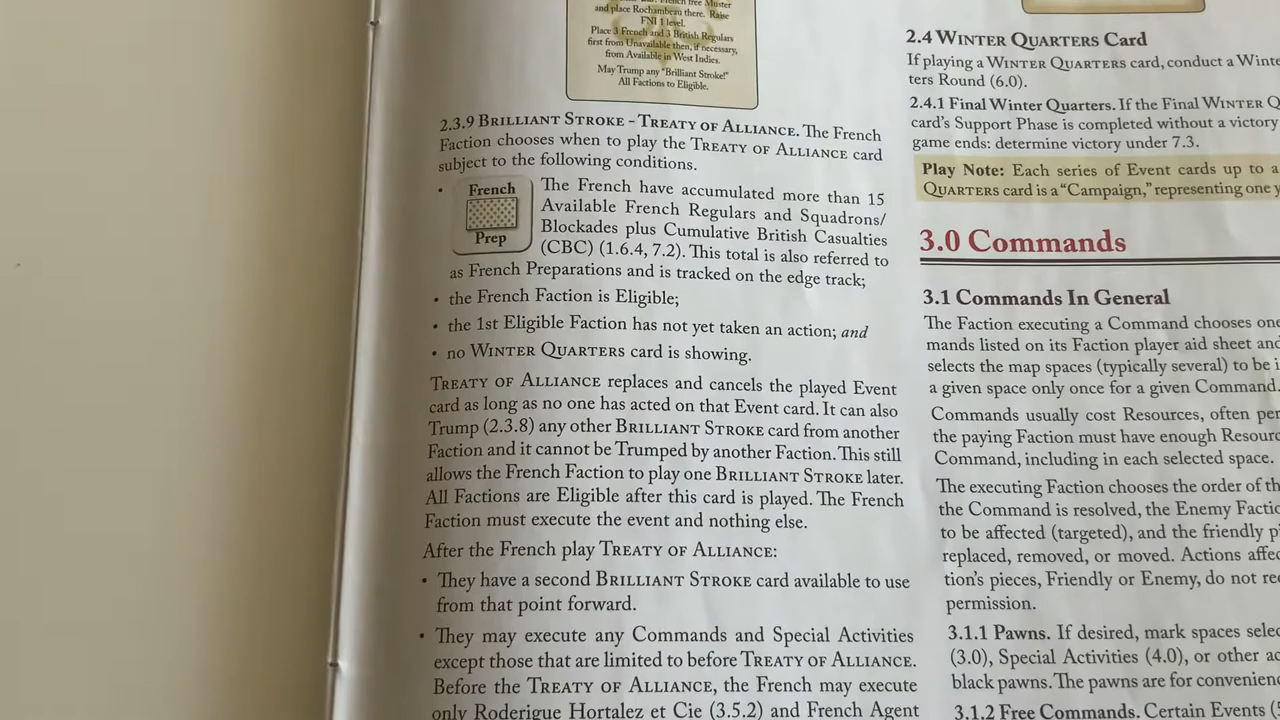 French free Muster
and place Rochambeau there. Raise
FNI 1 level.
Place 3 French and 3 British Regulars
first from Unavailable then, if necessary,
from Available in West Indies.
May Trump any "Brilliant Stroke!"
All Factions to Eligible.
2.3.9 BRILLIANT STROKE – TREATY OF ALLIANCE. The French
Faction chooses when to play the TREATY OF ALLIANCE card
subject to the following conditions.
• The French have accumulated more than 15
French
Prep
Available French Regulars and Squadrons/
Blockades plus Cumulative British Casualties
(CBC) (1.6.4, 7.2). This total is also referred to
as French Preparations and is tracked on the edge track;
• the French Faction is Eligible;
• the 1st Eligible Faction has not yet taken an action; and
• no WINTER QUARTERS card is showing.
TREATY OF ALLIANCE replaces and cancels the played Event
card as long as no one has acted on that Event card. It can also
Trump (2.3.8) any other BRILLIANT STROKE card from another
Faction and it cannot be Trumped by another Faction. This still
allows the French Faction to play one BRILLIANT STROKE later.
All Factions are Eligible after this card is played. The French
Faction must execute the event and nothing else.
After the French play TREATY OF ALLIANCE:
• They have a second BRILLIANT STROKE card available to use
from that point forward.
• They may execute any Commands and Special Activities
except those that are limited to before TREATY OF ALLIANCE.
Before the TREATY OF ALLIANCE, the French may execute
only Roderigue Hortalez et Cie (3.5.2) and French Agent
2.4 WINTER QUARTERS Card
If playing a WINTER QUARTERS card, conduct a Winte
ters Round (6.0).
2.4.1 Final Winter Quarters. If the Final WINTER Q
card's Support Phase is completed without a victory
game ends: determine victory under 7.3.
Play Note: Each series of Event cards up to a
QUARTERS card is a "Campaign," representing one y
3.0 Commands
3.1 Commands In General
The Faction executing a Command chooses one
mands listed on its Faction player aid sheet and
selects the map spaces (typically several) to be i
a given space only once for a given Command.
Commands usually cost Resources, often per
the paying Faction must have enough Resourc
Command, including in each selected space.
The executing Faction chooses the order of th
the Command is resolved, the Enemy Factio
to be affected (targeted), and the friendly p
replaced, removed, or moved. Actions affec
tion's pieces, Friendly or Enemy, do not re
permission.
3.1.1 Pawns. If desired, mark spaces selec
(3.0), Special Activities (4.0), or other ac
black pawns. The pawns are for convenienc
3.1.2 Free Commands. Certain Events (